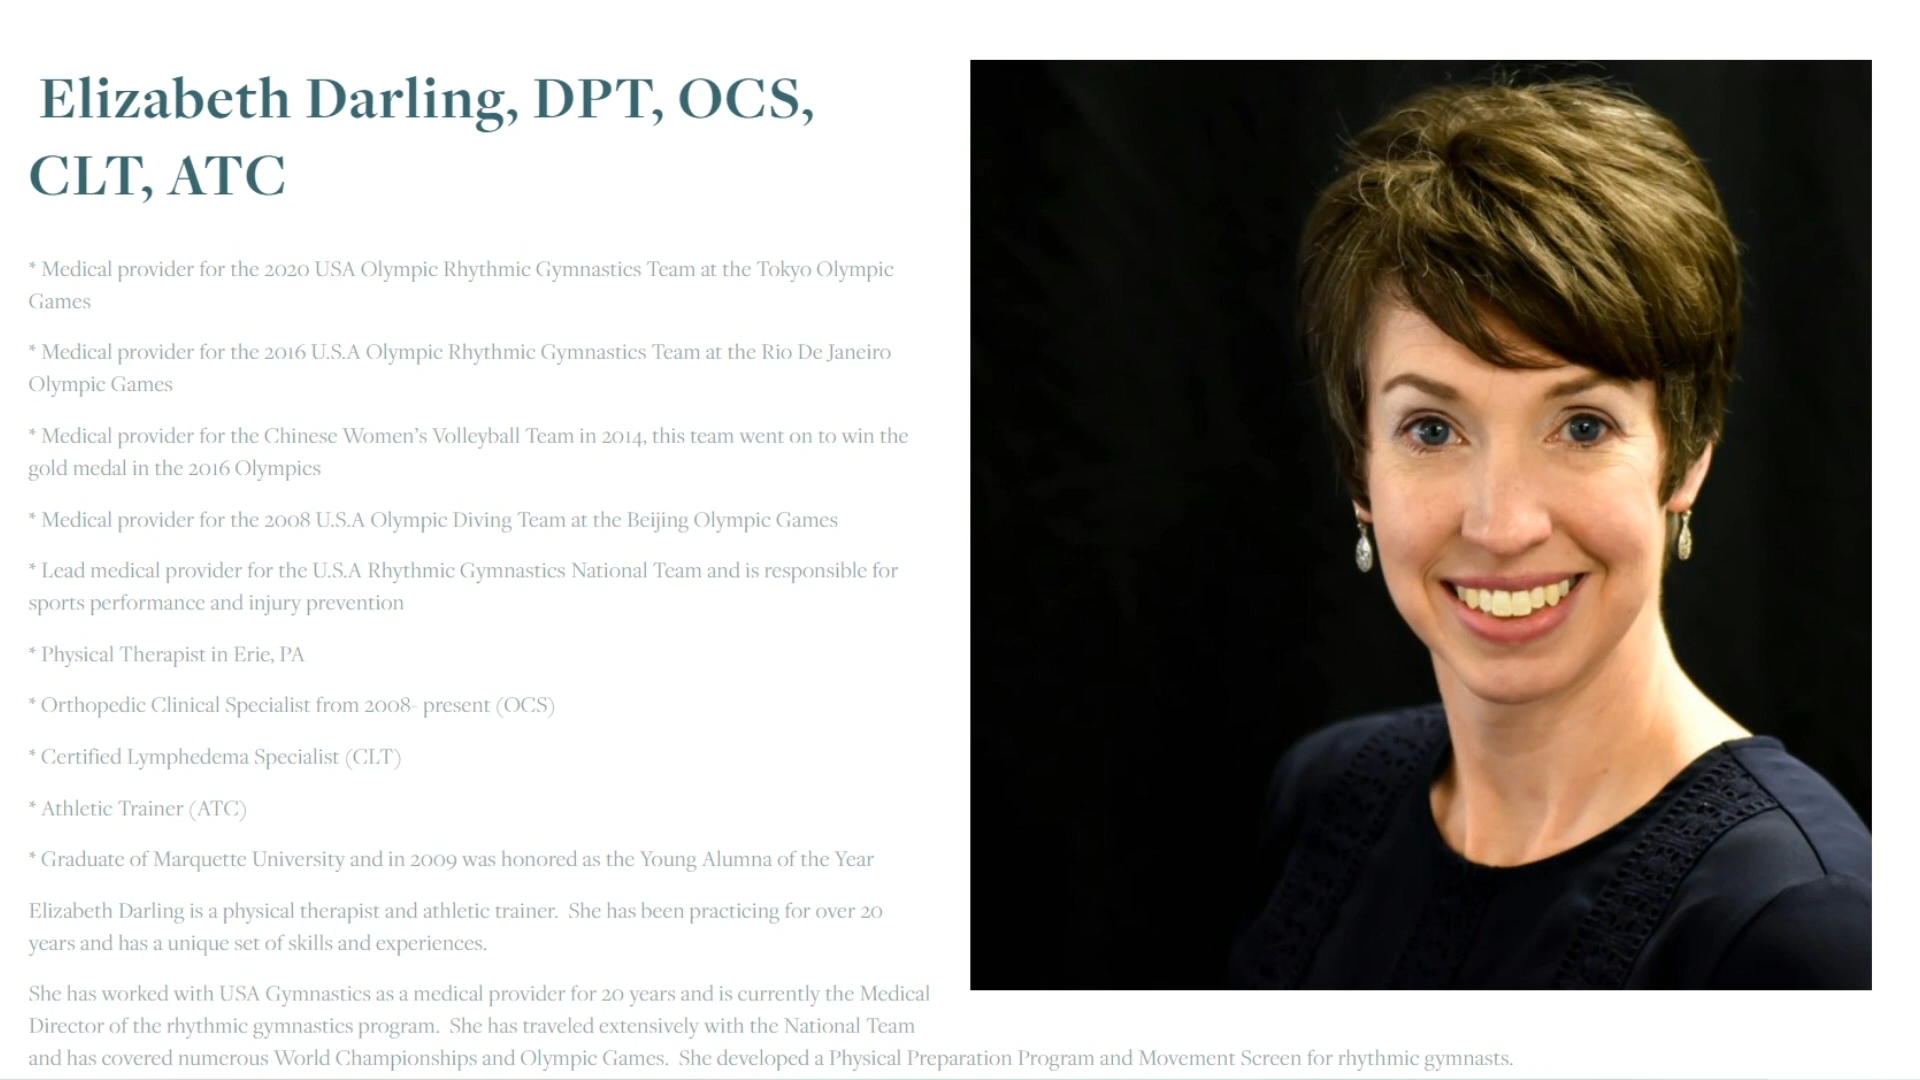 Elizabeth Darling, DPT, OCS,
CLT, ATC
* Medical provider for the 2020 USA Olympic Rhythmic Gymnastics Team at the Tokyo Olympic
Games
* Medical provider for the 2016 U.S.A Olympic Rhythmic Gymnastics Team at the Rio De Janeiro
Olympic Games
* Medical provider for the Chinese Women's Volleyball Team in 2014, this team went on to win the
gold medal in the 2016 Olympics
* Medical provider for the 2008 U.S.A Olympic Diving Team at the Beijing Olympic Games
* Lead medical provider for the U.S.A Rhythmic Gymnastics National Team and is responsible for
sports performance and injury prevention
* Physical Therapist in Erie, PA
* Orthopedic Clinical Specialist from 2008- present (OCS)
* Certified Lymphedema Specialist (CLT)
* Athletic Trainer (ATC)
* Graduate of Marquette University and in 2009 was honored as the Young Alumna of the Year
Elizabeth Darling is a physical therapist and athletic trainer.  She has been practicing for over 20
years and has a unique set of skills and experiences.
She has worked with USA Gymnastics as a medical provider for 20 years and is currently the Medical
Director of the rhythmic gymnastics program.  She has traveled extensively with the National Team
and has covered numerous World Championships and Olympic Games.  She developed a Physical Preparation Program and Movement Screen for rhythmic gymnasts.